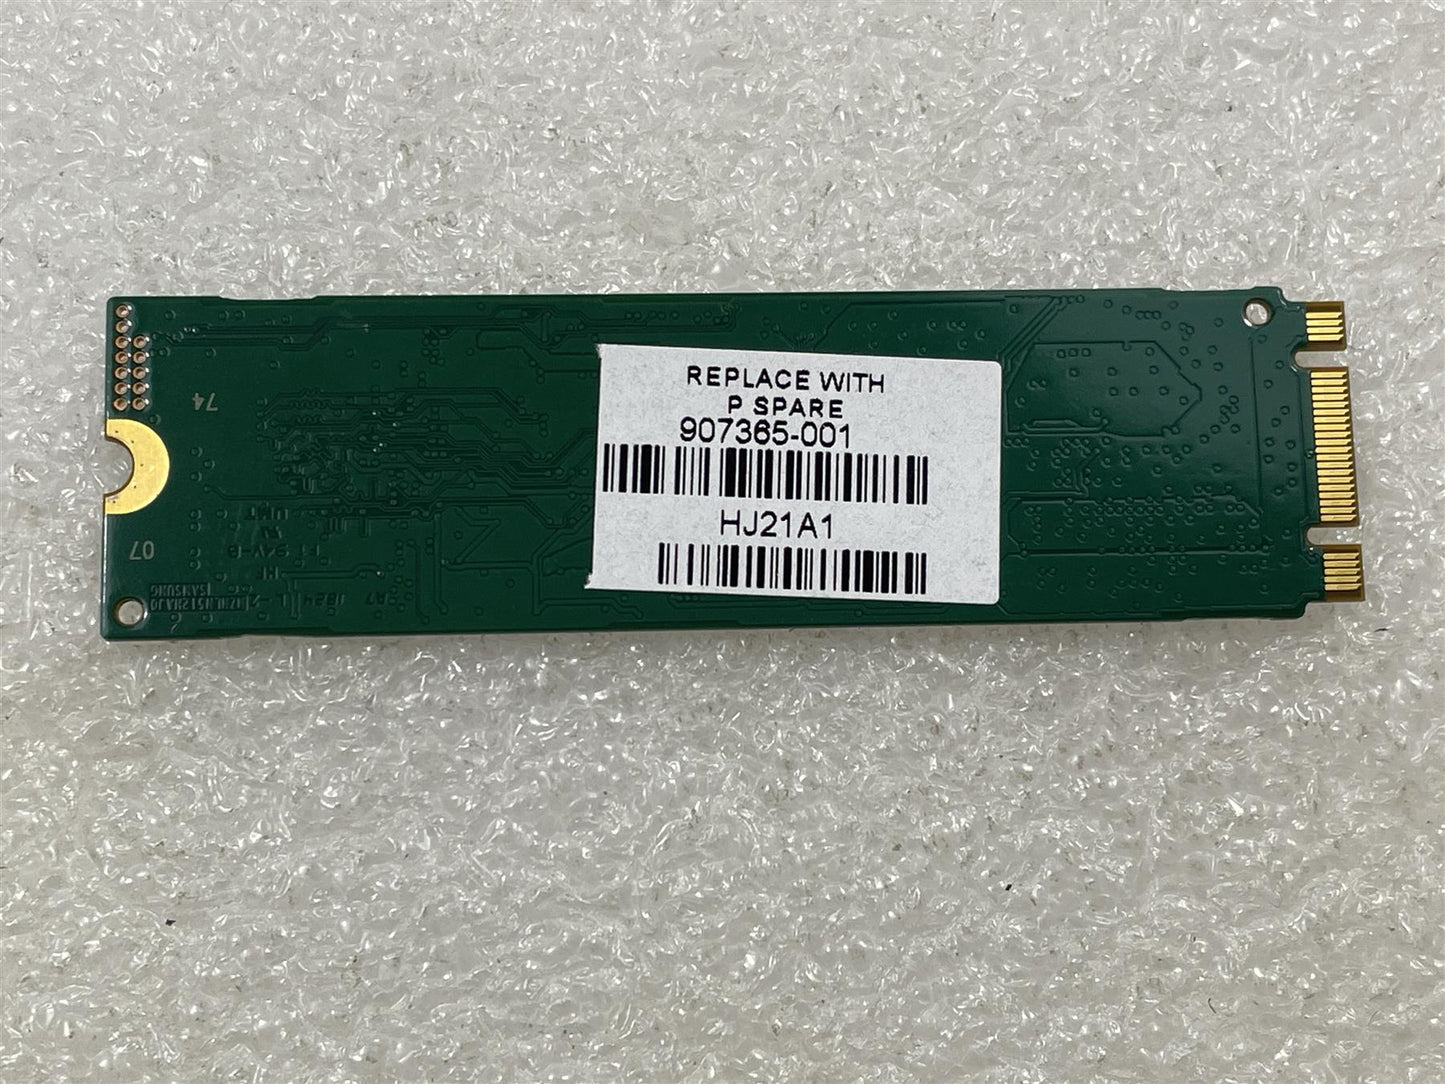 REPLACE WITH
P SPARE
907365-001
HJ21A1
74
07
SAMSUNG